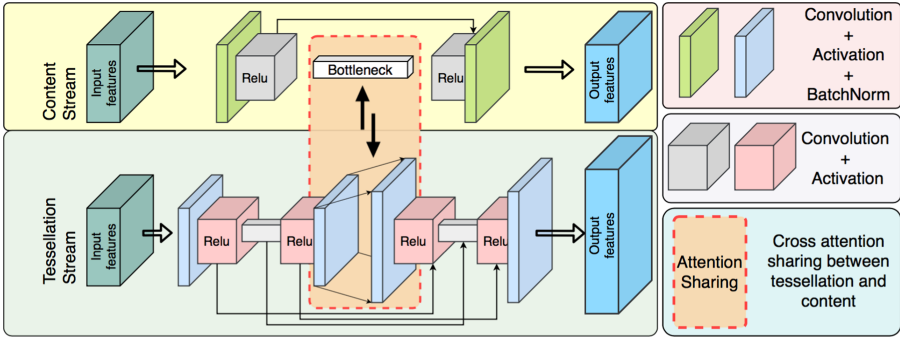 Content
Stream
Input
features
Relu
Bottleneck
Relu
Output
features
Tessellation
Stream
Input
features
Relu
Relu
Relu
Relu
Output
features
Convolution
+
Activation
+
BatchNorm
Convolution
+
Activation
Attention
Sharing
Cross attention
sharing between
tessellation and
content